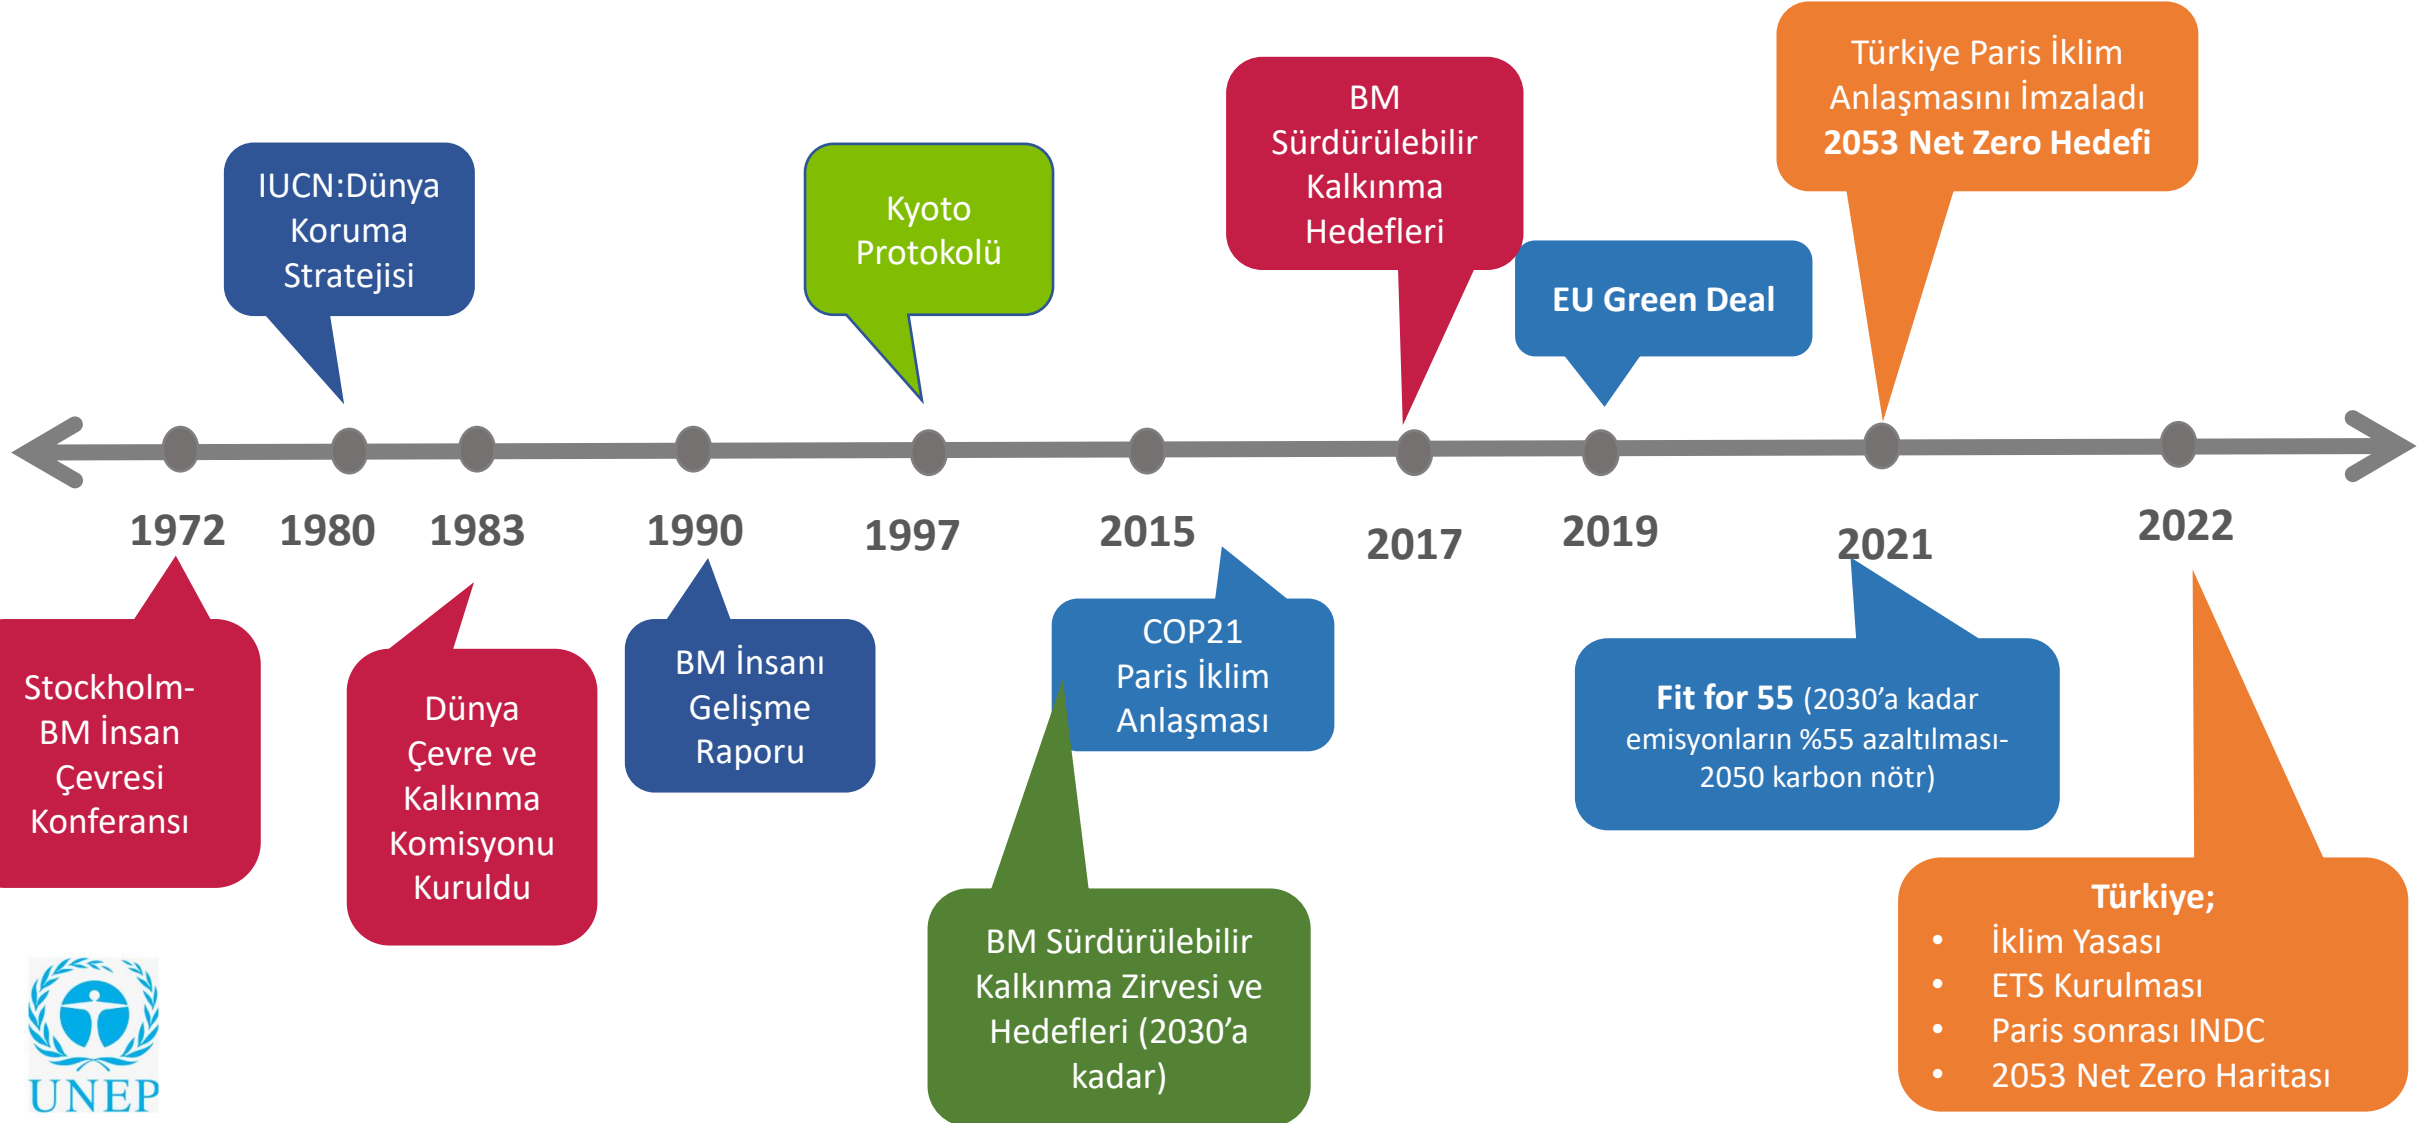 IUCN:Dünya
Koruma
Stratejisi
Kyoto
Protokolü
BM
Sürdürülebilir
Kalkınma
Hedefleri
EU Green Deal
Türkiye Paris İklim
Anlaşmasını İmzaladı
2053 Net Zero Hedefi
1972
1980
1983
1990
1997
2015
2017
2019
2021
2022
Stockholm-
BM İnsan
Çevresi
Konferansı
Dünya
Çevre ve
Kalkınma
Komisyonu
Kuruldu
BM İnsanı
Gelişme
Raporu
COP21
Paris İklim
Anlaşması
BM Sürdürülebilir
Kalkınma Zirvesi ve
Hedefleri (2030’a
kadar)
Fit for 55 (2030’a kadar
emisyonların %55 azaltılması-
2050 karbon nötr)
Türkiye;
• İklim Yasası
• ETS Kurulması
• Paris sonrası INDC
• 2053 Net Zero Haritası
UNEP